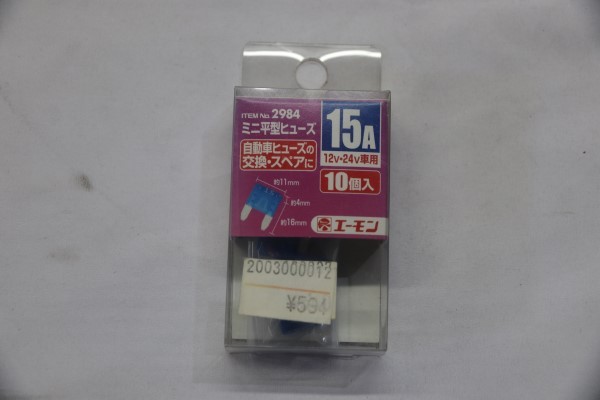 ITEM No. 2984
ミニ平型ヒューズ
15A
12V・24V車用
自動車ヒューズの
交換・スペアに
10個入
約11mm
約4mm
約16mm
エーモン
2003000012
¥594